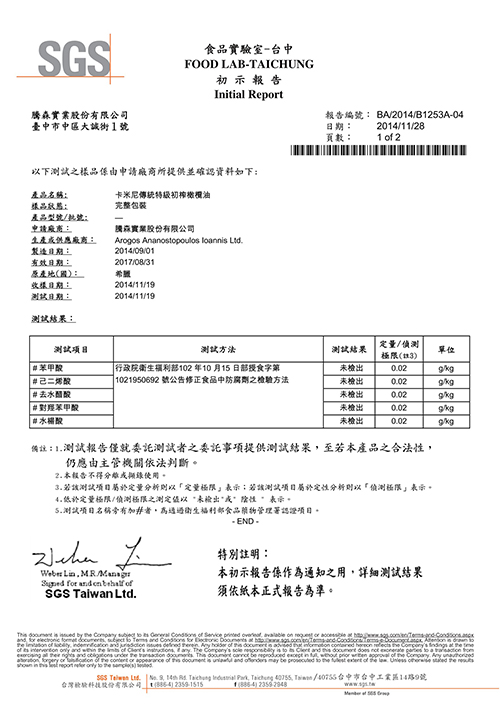 SGS
食品實驗室-台中
FOOD LAB-TAICHUNG
初示報告
Initial Report
騰森實業股份有限公司
臺中市中區大誠街1號
報告編號： BA/2014/B1253A-04
日期： 2014/11/28
頁數： 1 of 2
以下測試之樣品係由申請廠商所提供並確認資料如下:
產品名稱: 卡米尼傳統特級初榨橄欖油
樣品狀態: 完整包裝
產品型號/批號: —
申請廠商: 騰森實業股份有限公司
生產或供應廠商: Arogos Ananostopoulos Ioannis Ltd.
製造日期: 2014/09/01
有效日期: 2017/08/31
原產地(國): 希臘
收樣日期: 2014/11/19
測試日期: 2014/11/19
測試結果：
測試項目 測試方法 測試結果 定量/偵測極限(註3) 單位
#苯甲酸 行政院衛生福利部102 年10 月15 日部授食字第 未檢出 0.02 g/kg
#己二烯酸 1021950692 號公告修正食品中防腐劑之檢驗方法 未檢出 0.02 g/kg
#去水醋酸 未檢出 0.02 g/kg
#對羥苯甲酸 未檢出 0.02 g/kg
#水楊酸 未檢出 0.02 g/kg
備註：1.測試報告僅就委託測試者之委託事項提供測試結果，至若本產品之合法性，
仍應由主管機關依法判斷。
2.本報告不得分離或摘錄使用。
3.若該測試項目屬於定量分析則以『定量極限』表示；若該測試項目屬於定性分析則以『偵測極限』表示。
4.低於定量極限/偵測極限之測定值以 "未檢出"或" 陰性 " 表示。
5.測試項目名稱含有加#者，為通過衛生福利部食品藥物管理署認證項目。
- END -
Weber Lin , M.R./Manager
Signed for and on behalf of
SGS Taiwan Ltd.
特別註明：
本初示報告係作為通知之用，詳細測試結果
須依紙本正式報告為準。
This document is issued by the Company subject to its General Conditions of Service printed overleaf, available on request or accessible at http://www.sgs.com/en/Terms-and-Conditions.aspx
and, for electronic format documents, subject to Terms and Conditions for Electronic Documents at http://www.sgs.com/en/Terms-and-Conditions/Terms-e-Document.aspx. Attention is drawn to
the limitation of liability, indemnification and jurisdiction issues defined therein. Any holder of this document is advised that information contained hereon reflects the Company's findings at the time
of its intervention only and within the limits of Client's instructions, if any. The Company's sole responsibility is to its Client and this document does not exonerate parties to a transaction from
exercising all their rights and obligations under the transaction documents. This document cannot be reproduced except in full, without prior written approval of the Company. Any unauthorized
alteration, forgery or falsification of the content or appearance of this document is unlawful and offenders may be prosecuted to the fullest extent of the law. Unless otherwise stated the results
shown in this test report refer only to the sample(s) tested.
SGS Taiwan Ltd. No. 9, 14th Rd. Taichung Industrial Park, Taichung 40755, Taiwan /40755台中市台中工業區14路9號
台灣檢驗科技股份有限公司 t (886-4) 2359-1515 f (886-4) 2359-2948 www.sgs.tw
Member of SGS Group